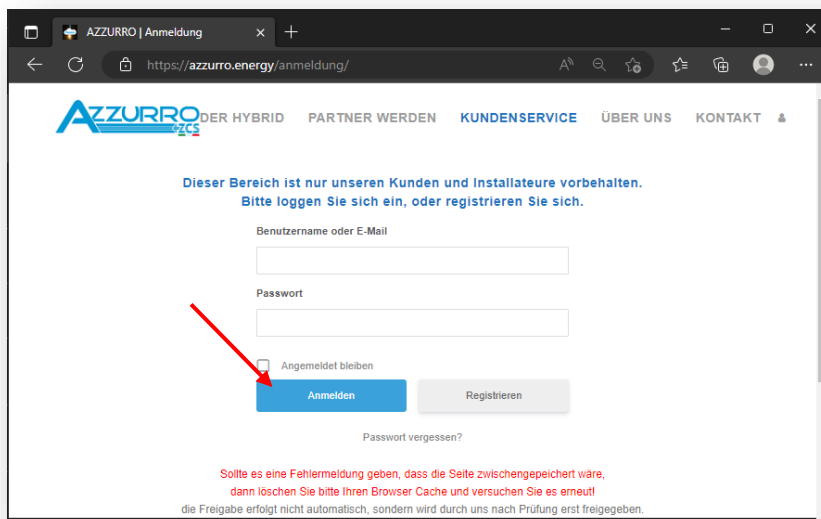 AZZURRO | Anmeldung
https://azzurro.energy/anmeldung/
AZZURRO
ZCS
DER HYBRID PARTNER WERDEN KUNDENSERVICE ÜBER UNS KONTAKT
Dieser Bereich ist nur unseren Kunden und Installateure vorbehalten.
Bitte loggen Sie sich ein, oder registrieren Sie sich.
Benutzername oder E-Mail
Passwort
Angemeldet bleiben
Anmelden Registrieren
Passwort vergessen?
Sollte es eine Fehlermeldung geben, dass die Seite zwischengepeichert wäre,
dann löschen Sie bitte Ihren Browser Cache und versuchen Sie es erneut!
die Freigabe erfolgt nicht automatisch, sondern wird durch uns nach Prüfung erst freigegeben.